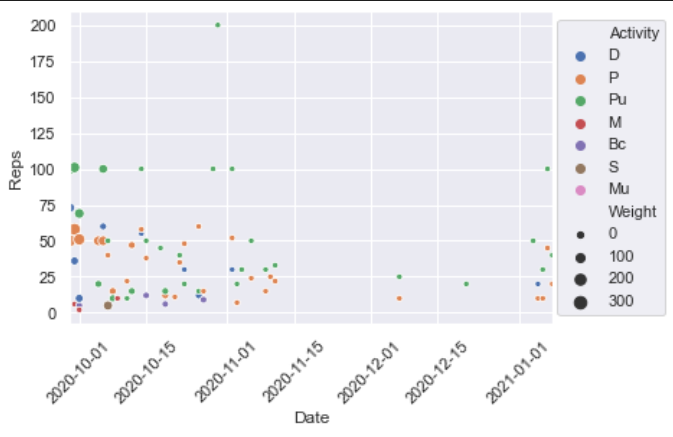 200
175
150
125
100
75
50
25
0
Reps
2020-10-01
2020-10-15
2020-11-01
2020-11-15
2020-12-01
2020-12-15
2021-01-01
Date
Activity
D
P
Pu
M
Bc
S
Mu
Weight
0
100
200
300